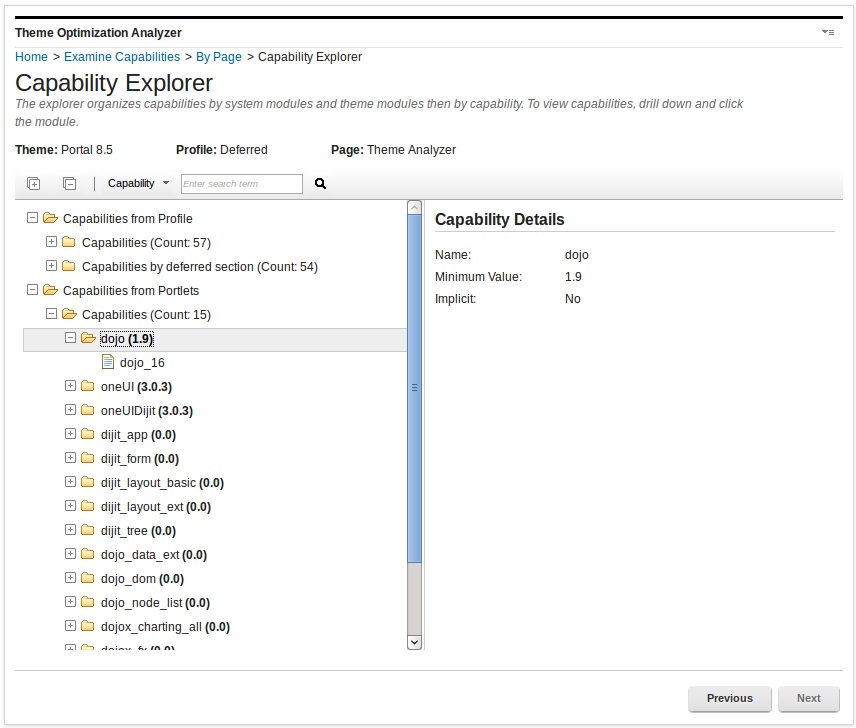 Theme Optimization Analyzer
Home > Examine Capabilities > By Page > Capability Explorer
Capability Explorer
The explorer organizes capabilities by system modules and theme modules then by capability. To view capabilities, drill down and click
the module.
Theme: Portal 8.5 Profile: Deferred Page: Theme Analyzer
Capability Enter search term
Capabilities from Profile
Capabilities (Count: 57)
Capabilities by deferred section (Count: 54)
Capabilities from Portlets
Capabilities (Count: 15)
dojo (1.9)
dojo_16
oneUI (3.0.3)
oneUIDijit (3.0.3)
dijit_app (0.0)
dijit_form (0.0)
dijit_layout_basic (0.0)
dijit_layout_ext (0.0)
dijit_tree (0.0)
dojo_data_ext (0.0)
dojo_dom (0.0)
dojo_node_list (0.0)
dojox_charting_all (0.0)
dojox_fx (0.0)
Capability Details
Name: dojo
Minimum Value: 1.9
Implicit: No
Previous Next